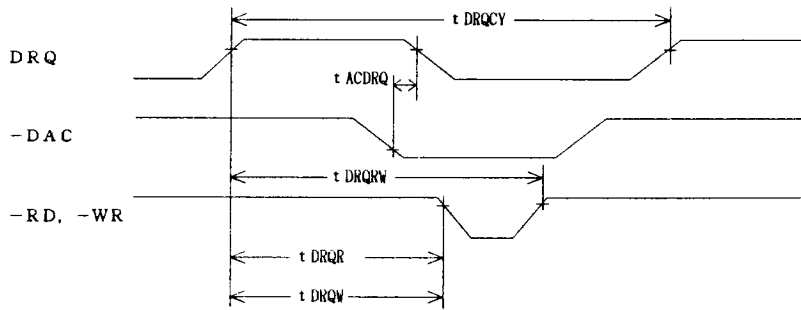 t DRQCY
DRQ
t ACDRQ
-DAC
t DRQRW
-RD, -WR
t DRQR
t DRQW